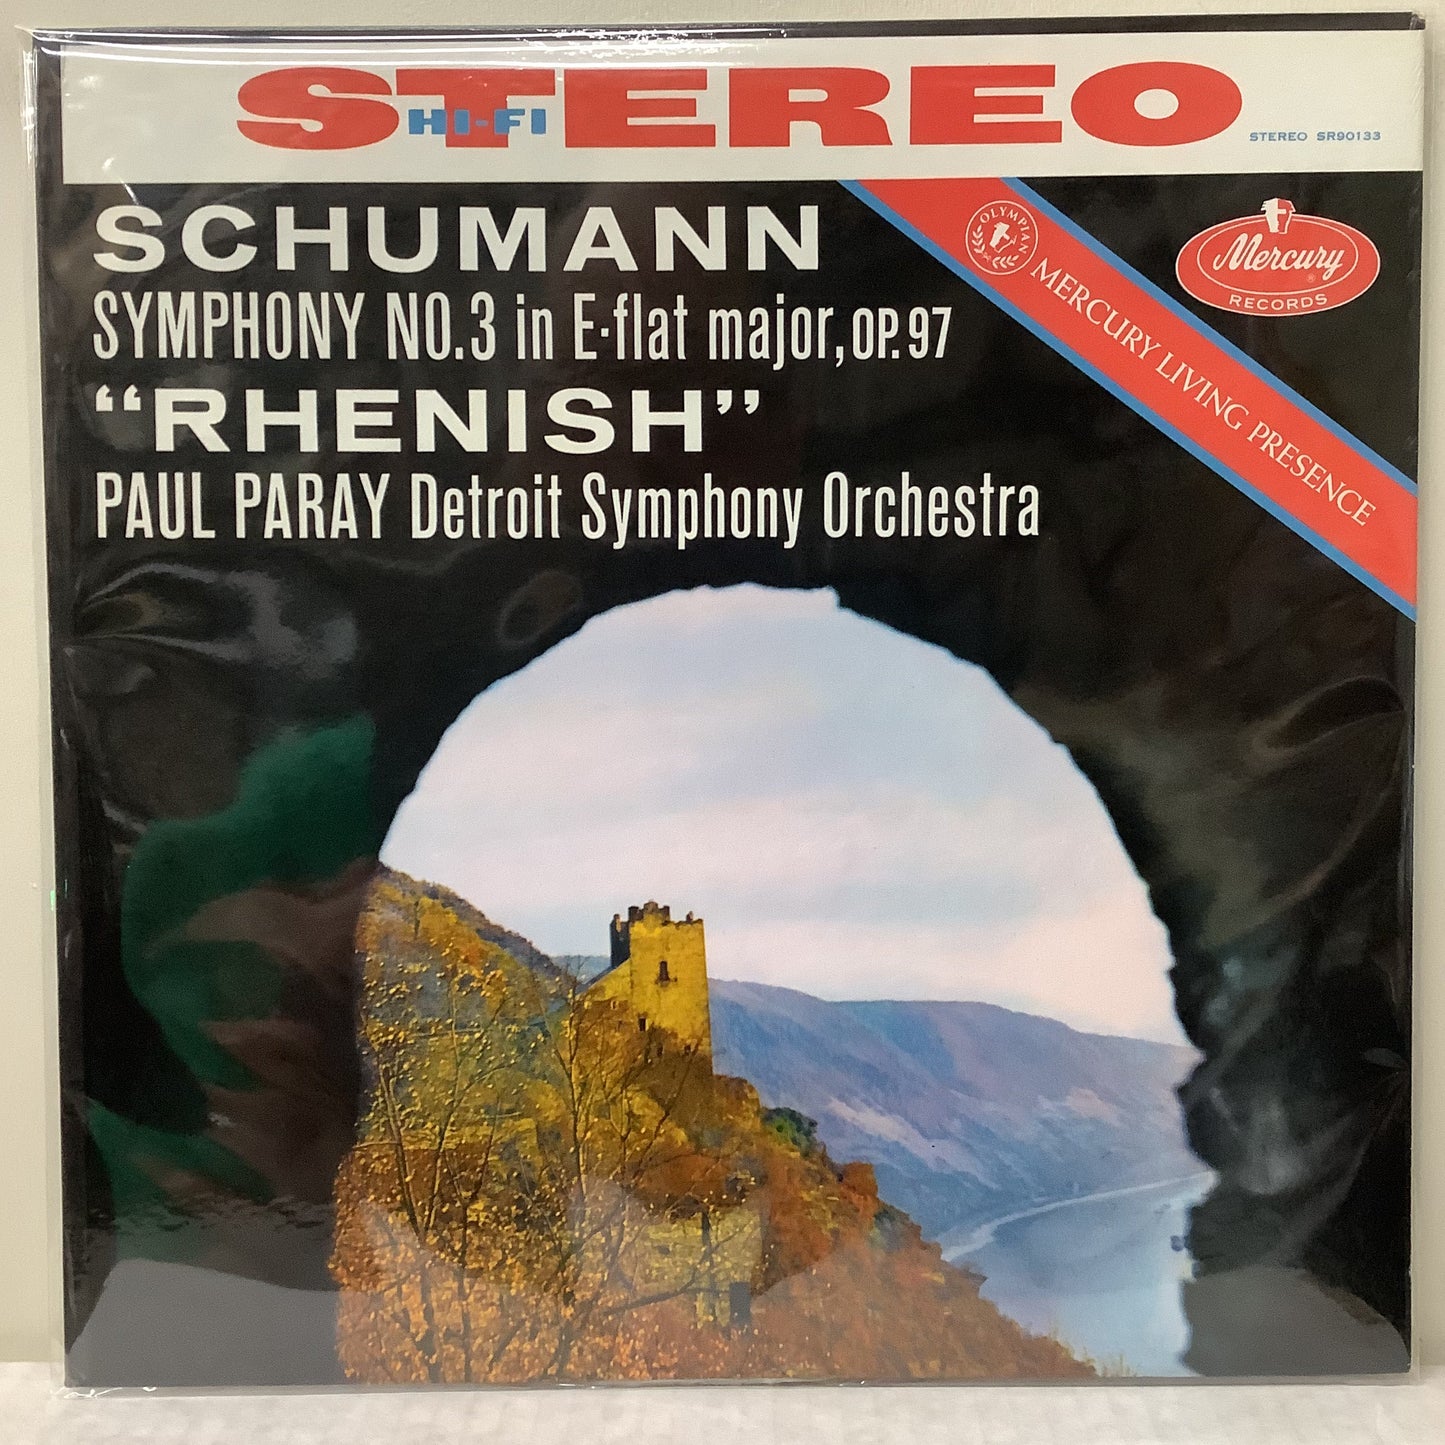 STEREO
HI-FI
STEREO SR90133
SCHUMANN
SYMPHONY NO.3 in E-flat major, OP. 97
"RHENISH"
PAUL PARAY Detroit Symphony Orchestra
OLYMPIAN
MERCURY LIVING PRESENCE
Mercury ®
RECORDS